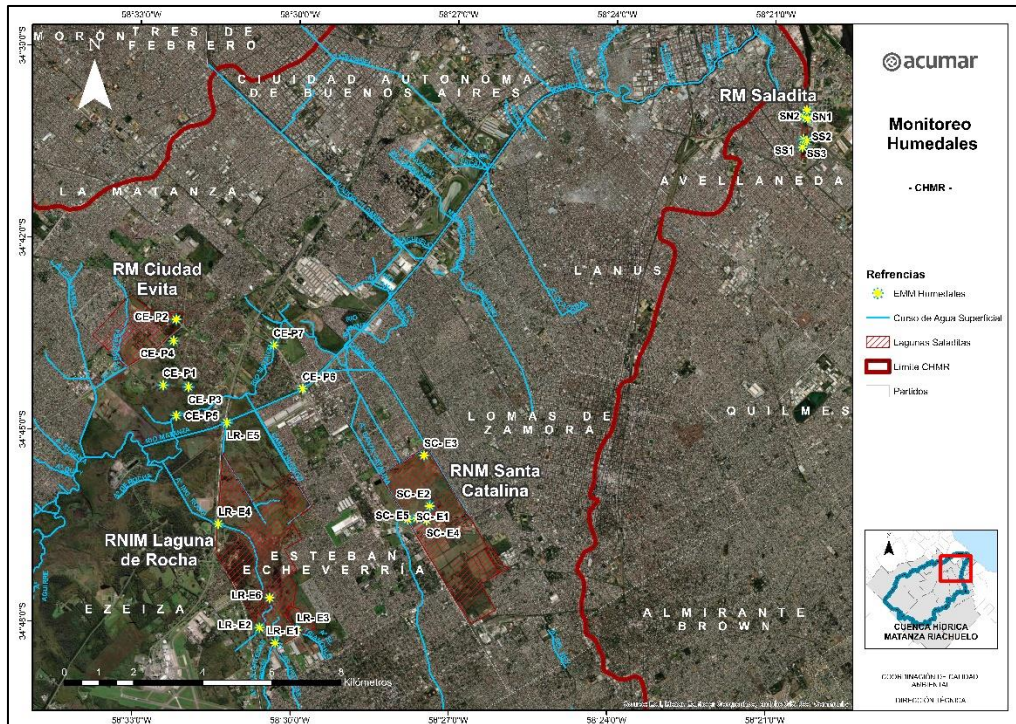 58°33'0"O
58°30'0"O
58°27'0"O
58°24'0"O
58°21'0"O
34°39'0"S
34°42'0"S
34°45'0"S
34°48'0"S
MORÓN
TRES DE
FEBRERO
N
CIUIDAD AUTONOMA
DE BUENOS AIRES
LA MATANZA
RM Saladita
SN2
SN1
SS2
SS1
SS3
AVELLANEDA
LANUS
RM Ciudad
Evita
CE-P2
CE-P4
CE-P7
CE-P1
CE-P3
CE-P6
CE-P5
LR-E5
RIO MATANZA
LOMAS DE
ZAMORA
QUILMES
SC-E3
RNM Santa
Catalina
SC-E2
SC-E5
SC-E1
SC-E4
LR-E4
RNIM Laguna
de Rocha
ESTEBAN
ECHEVERRÍA
EZEIZA
LR-E6
LR-E2
LR-E3
LR-E1
ALMIRANTE
BROWN
0 1 2 4 6 8
Kilómetros
58°33'0"O
58°30'0"O
58°27'0"O
58°24'0"O
58°21'0"O
acumar
Monitoreo
Humedales
- CHMR -
Refrencias
EMM Humedales
Curso de Agua Superficial
Lagunas Saladitas
Límite CHMR
Partidos
CUENCA HÍDRICA
MATANZA RIACHUELO
COORDINACIÓN DE CALIDAD
AMBIENTAL
DIRECCIÓN TÉCNICA